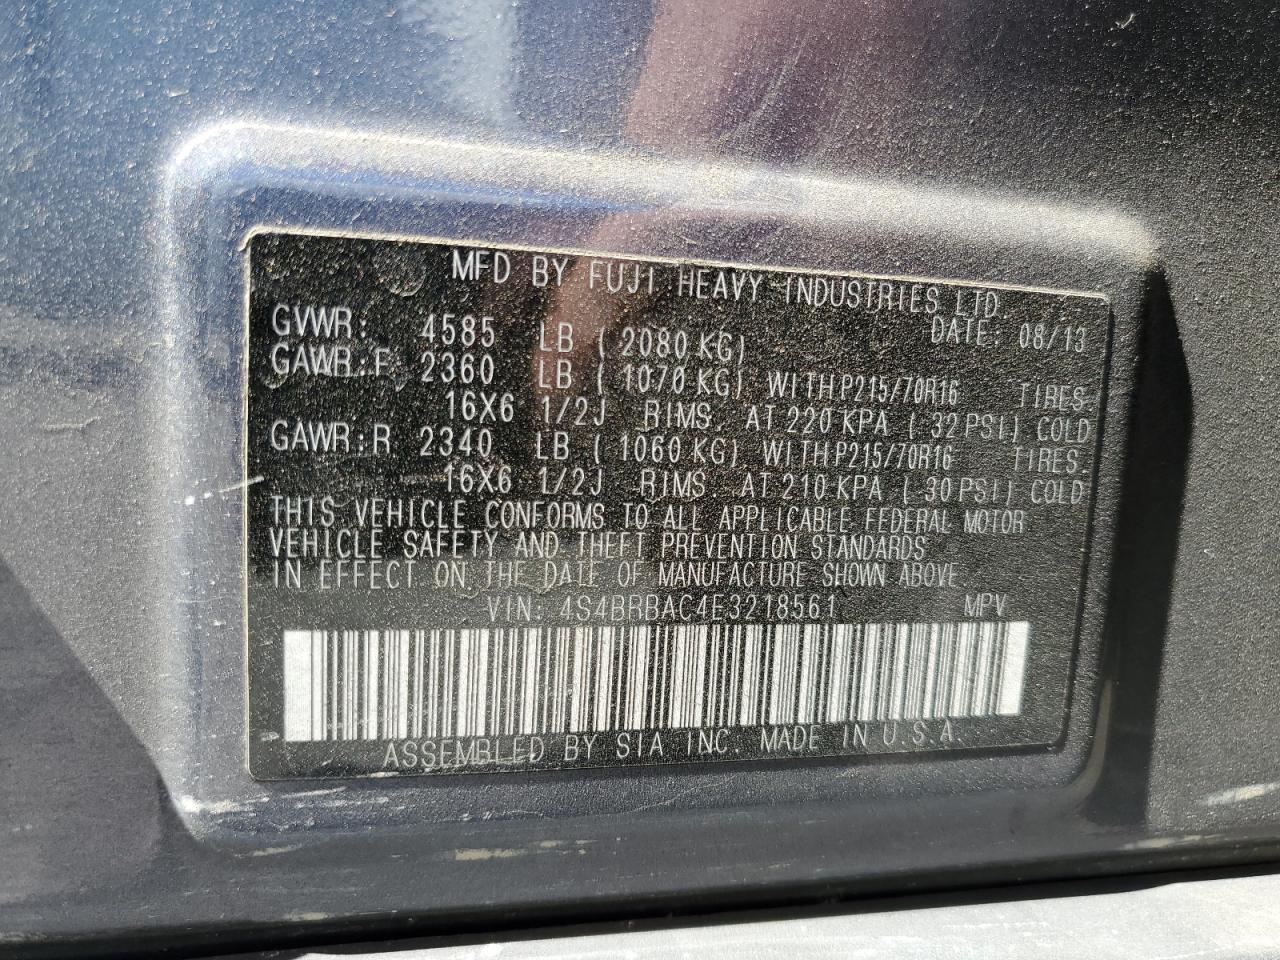 MFD BY FUJI HEAVY INDUSTRIES LTD.
DATE: 08/13
GVWR: 4585 LB (2080 KG)
GAWR:F 2360 LB (1070 KG) WITH P215/70R16 TIRES.
16X6 1/2J RIMS. AT 220 KPA (32 PSI) COLD
GAWR:R 2340 LB (1060 KG) WITH P215/70R16 TIRES.
16X6 1/2J RIMS. AT 210 KPA (30 PSI) COLD
THIS VEHICLE CONFORMS TO ALL APPLICABLE FEDERAL MOTOR
VEHICLE SAFETY AND THEFT PREVENTION STANDARDS
IN EFFECT ON THE DATE OF MANUFACTURE SHOWN ABOVE.
VIN: 4S4BRBAC4E3218561 MPV
ASSEMBLED BY SIA INC. MADE IN U.S.A.